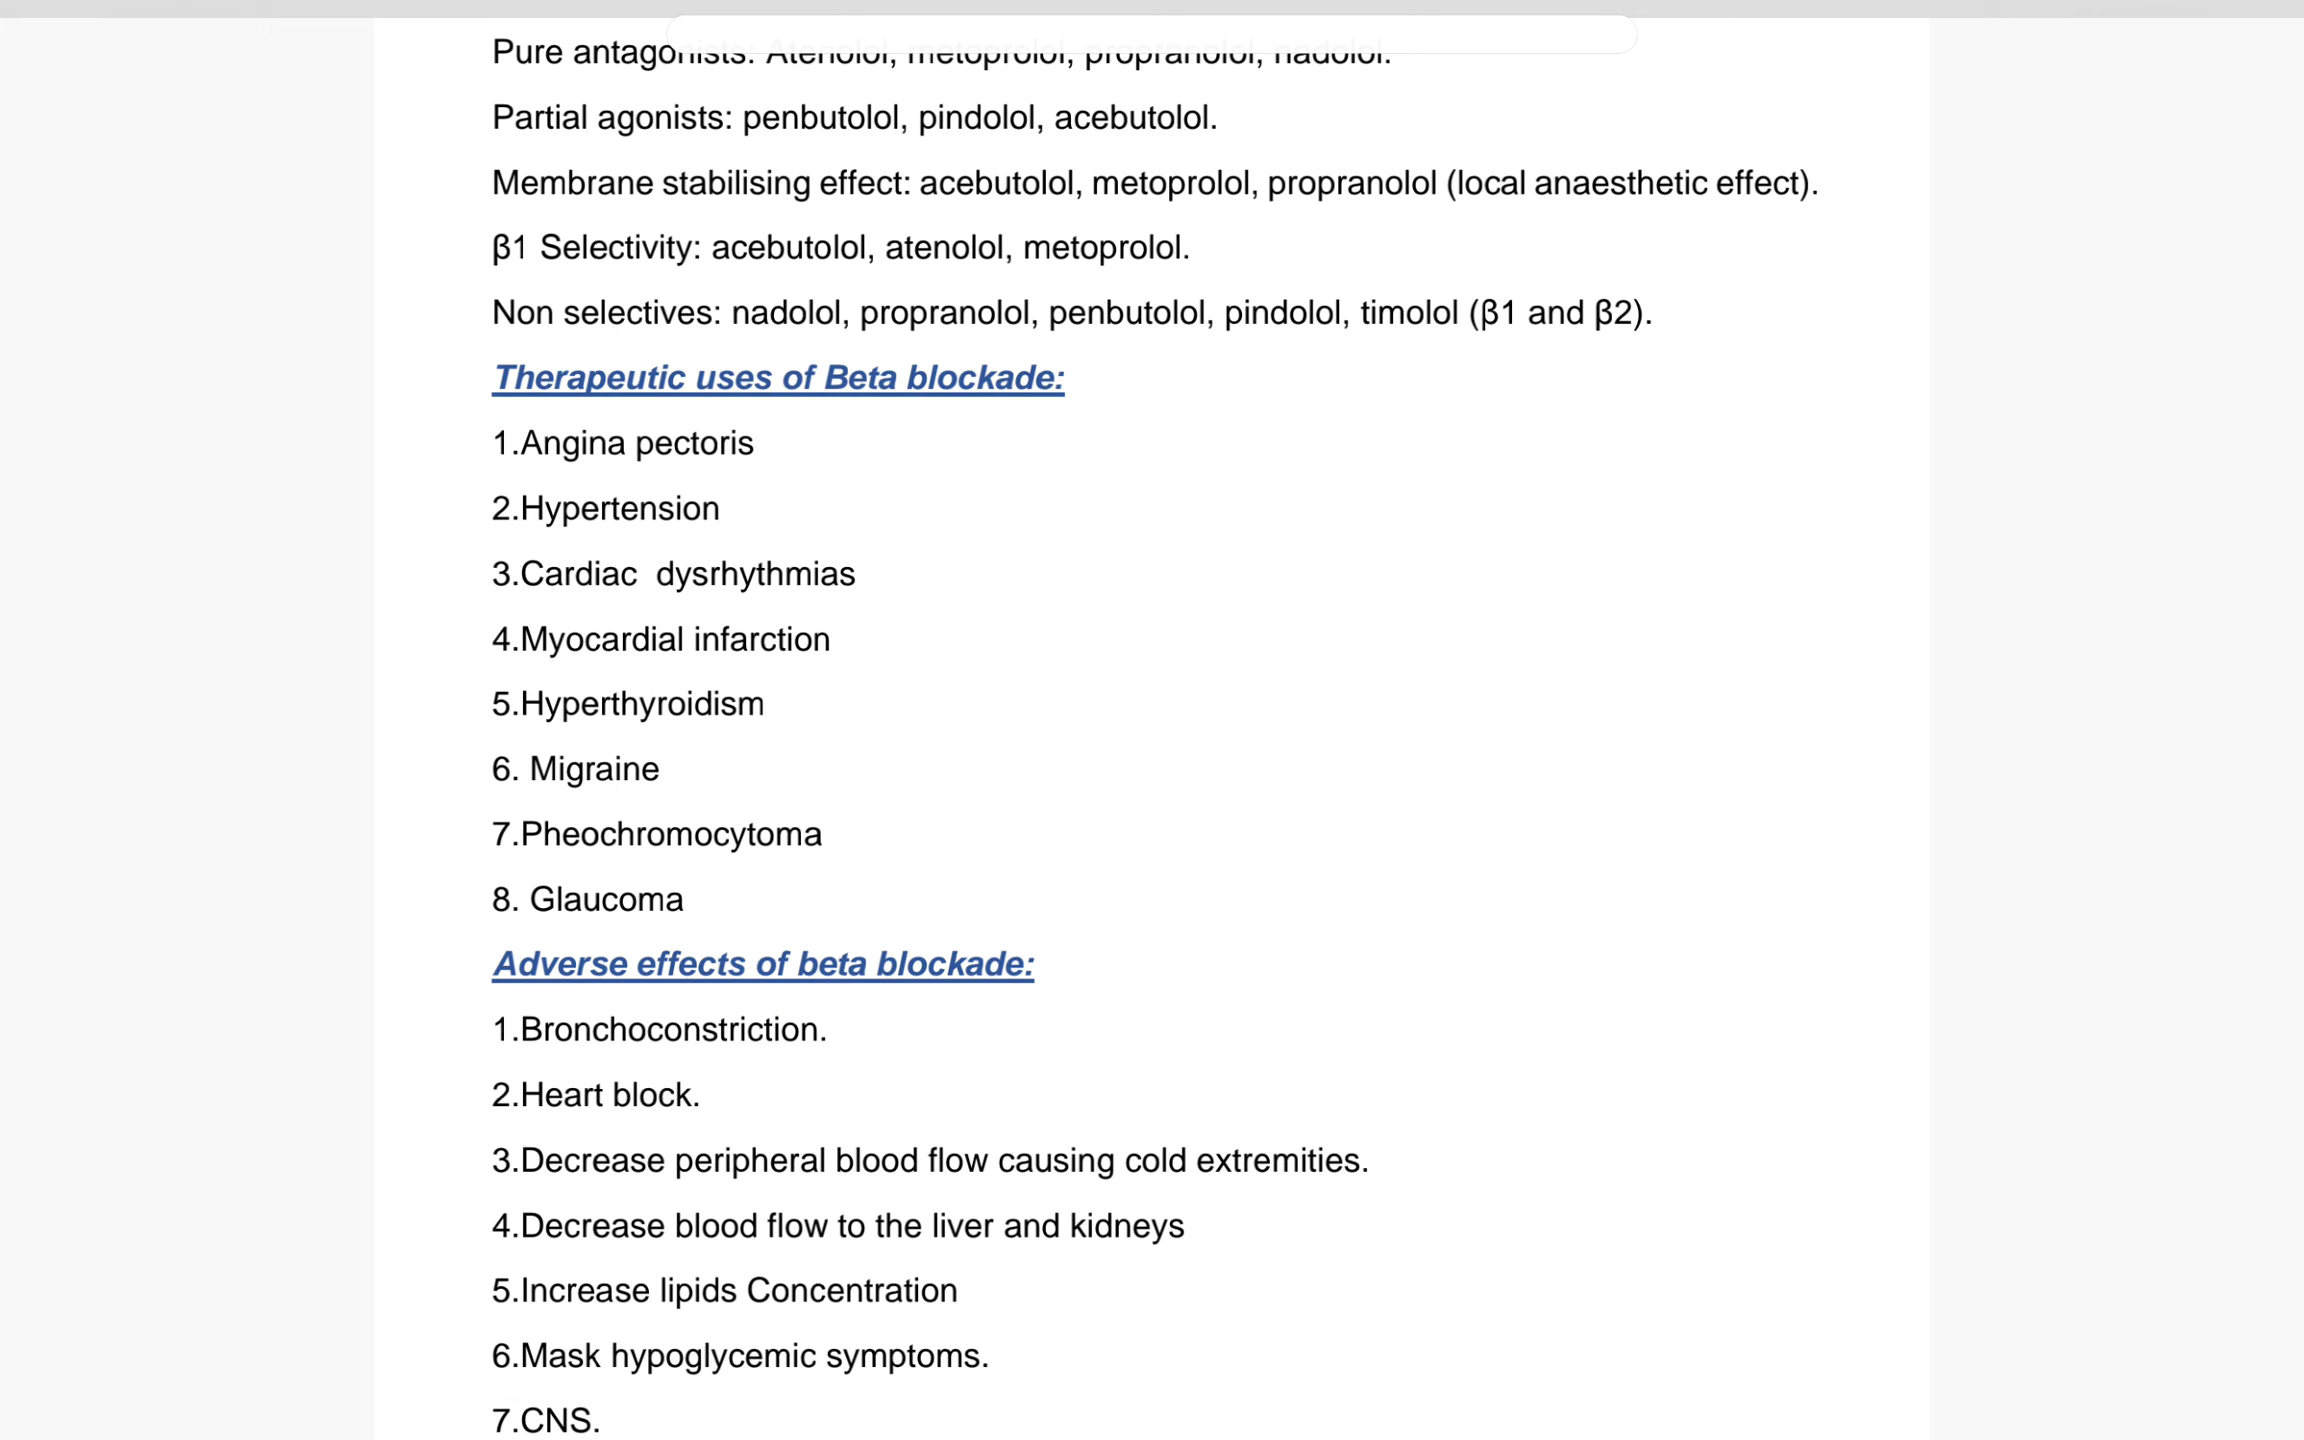 Pure antagonists: Atenolol, metoprolol, propranolol, nadolol.
Partial agonists: penbutolol, pindolol, acebutolol.
Membrane stabilising effect: acebutolol, metoprolol, propranolol (local anaesthetic effect).
β1 Selectivity: acebutolol, atenolol, metoprolol.
Non selectives: nadolol, propranolol, penbutolol, pindolol, timolol (β1 and β2).
Therapeutic uses of Beta blockade:
1.Angina pectoris
2.Hypertension
3.Cardiac  dysrhythmias
4.Myocardial infarction
5.Hyperthyroidism
6. Migraine
7.Pheochromocytoma
8. Glaucoma
Adverse effects of beta blockade:
1.Bronchoconstriction.
2.Heart block.
3.Decrease peripheral blood flow causing cold extremities.
4.Decrease blood flow to the liver and kidneys
5.Increase lipids Concentration
6.Mask hypoglycemic symptoms.
7.CNS.